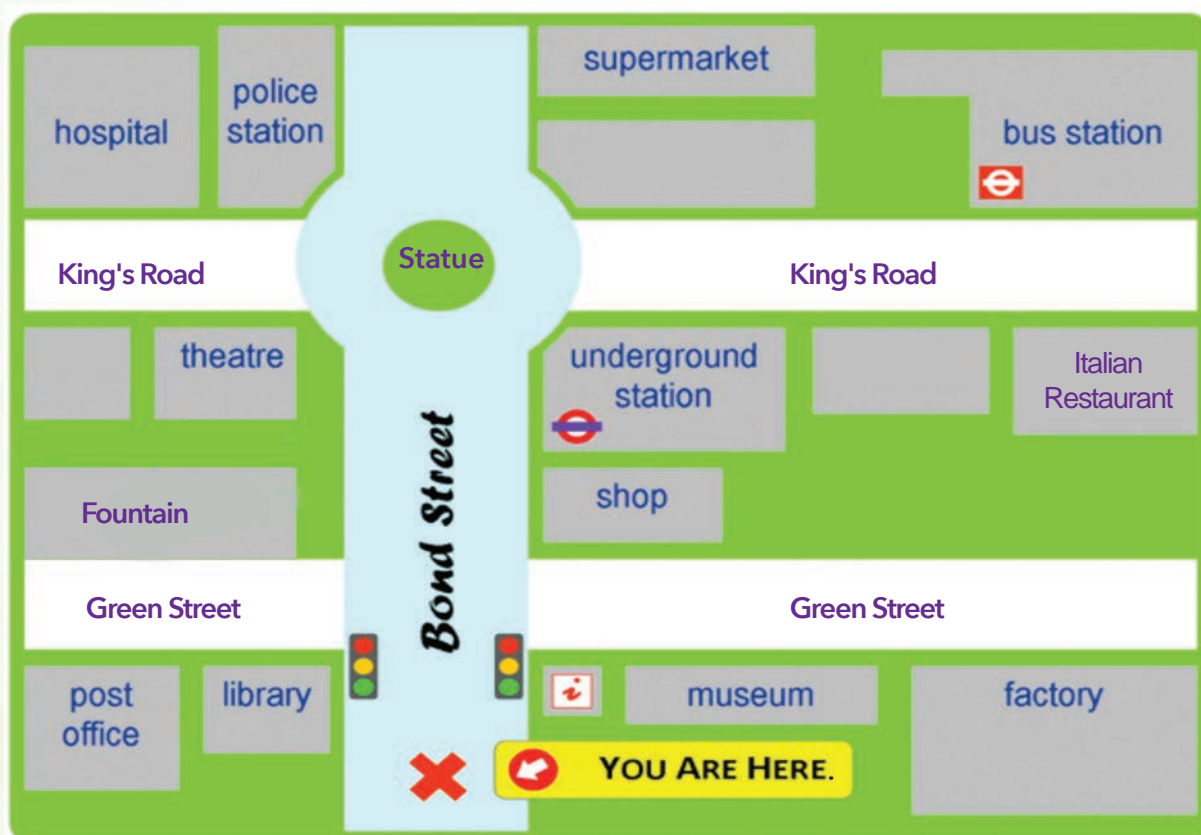 hospital
police
station
supermarket
bus station
King's Road
Statue
King's Road
theatre
underground
station
Italian
Restaurant
Fountain
Bond Street
shop
Green Street
Green Street
post
office
library
i
museum
factory
YOU ARE HERE.